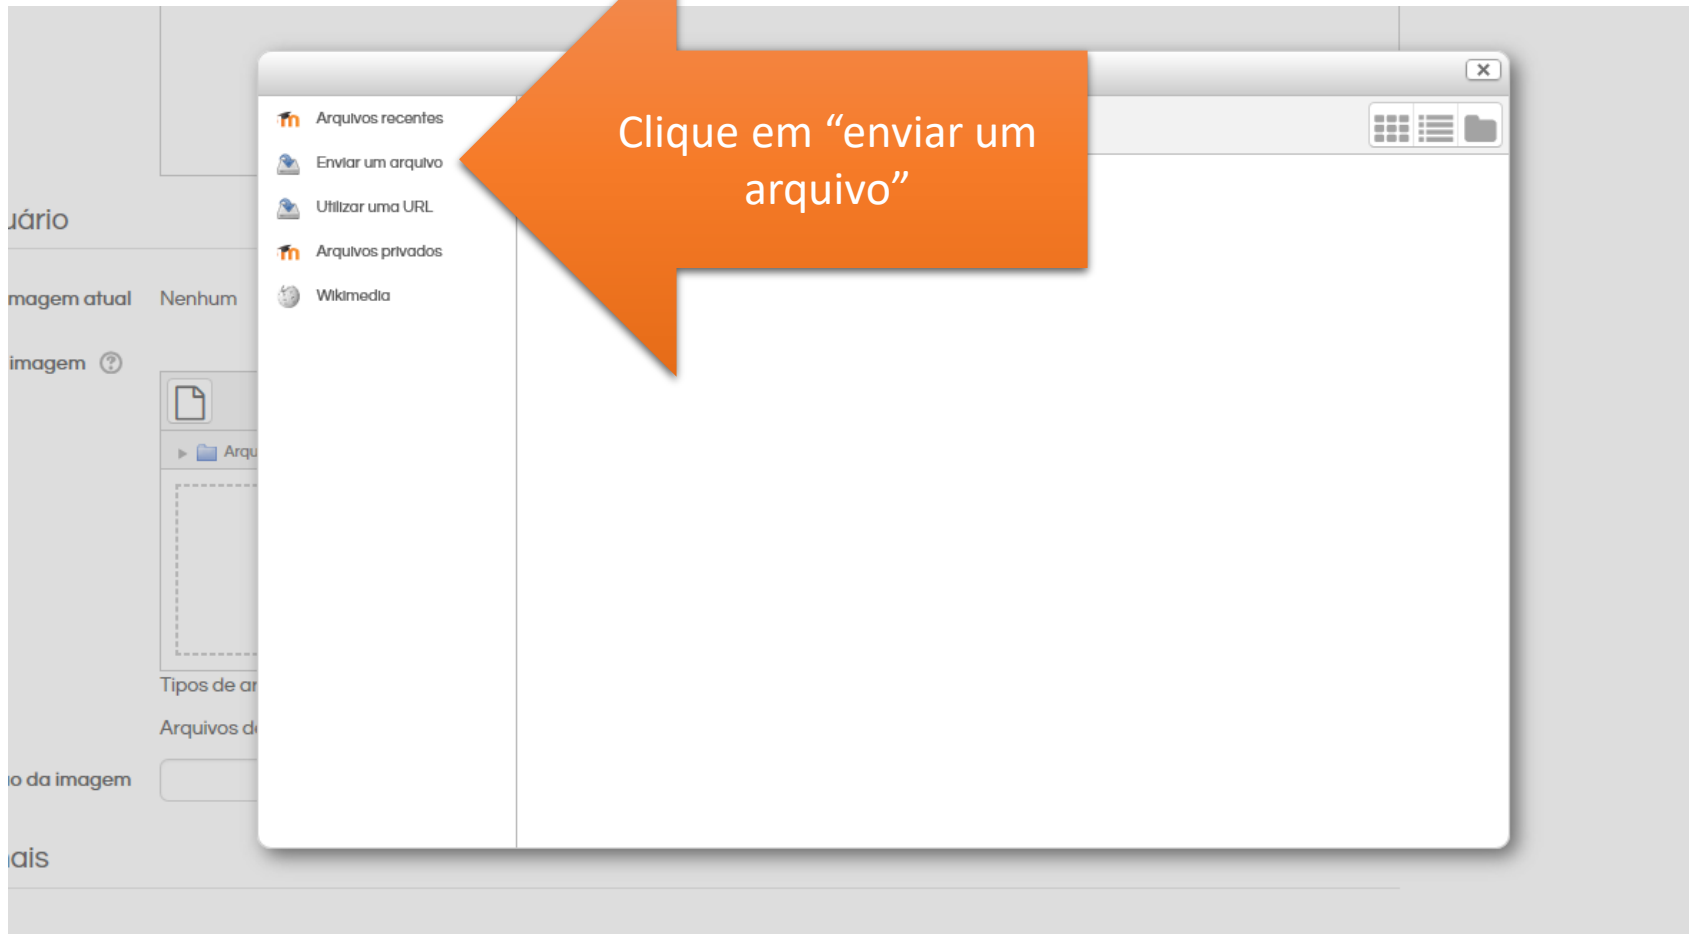 Clique em “enviar um
arquivo”
Arquivos recentes
Enviar um arquivo
Utilizar uma URL
Arquivos privados
Wikimedia
uário
magem atual Nenhum
imagem
Arqu
Tipos de ar
Arquivos d
o da imagem
ais